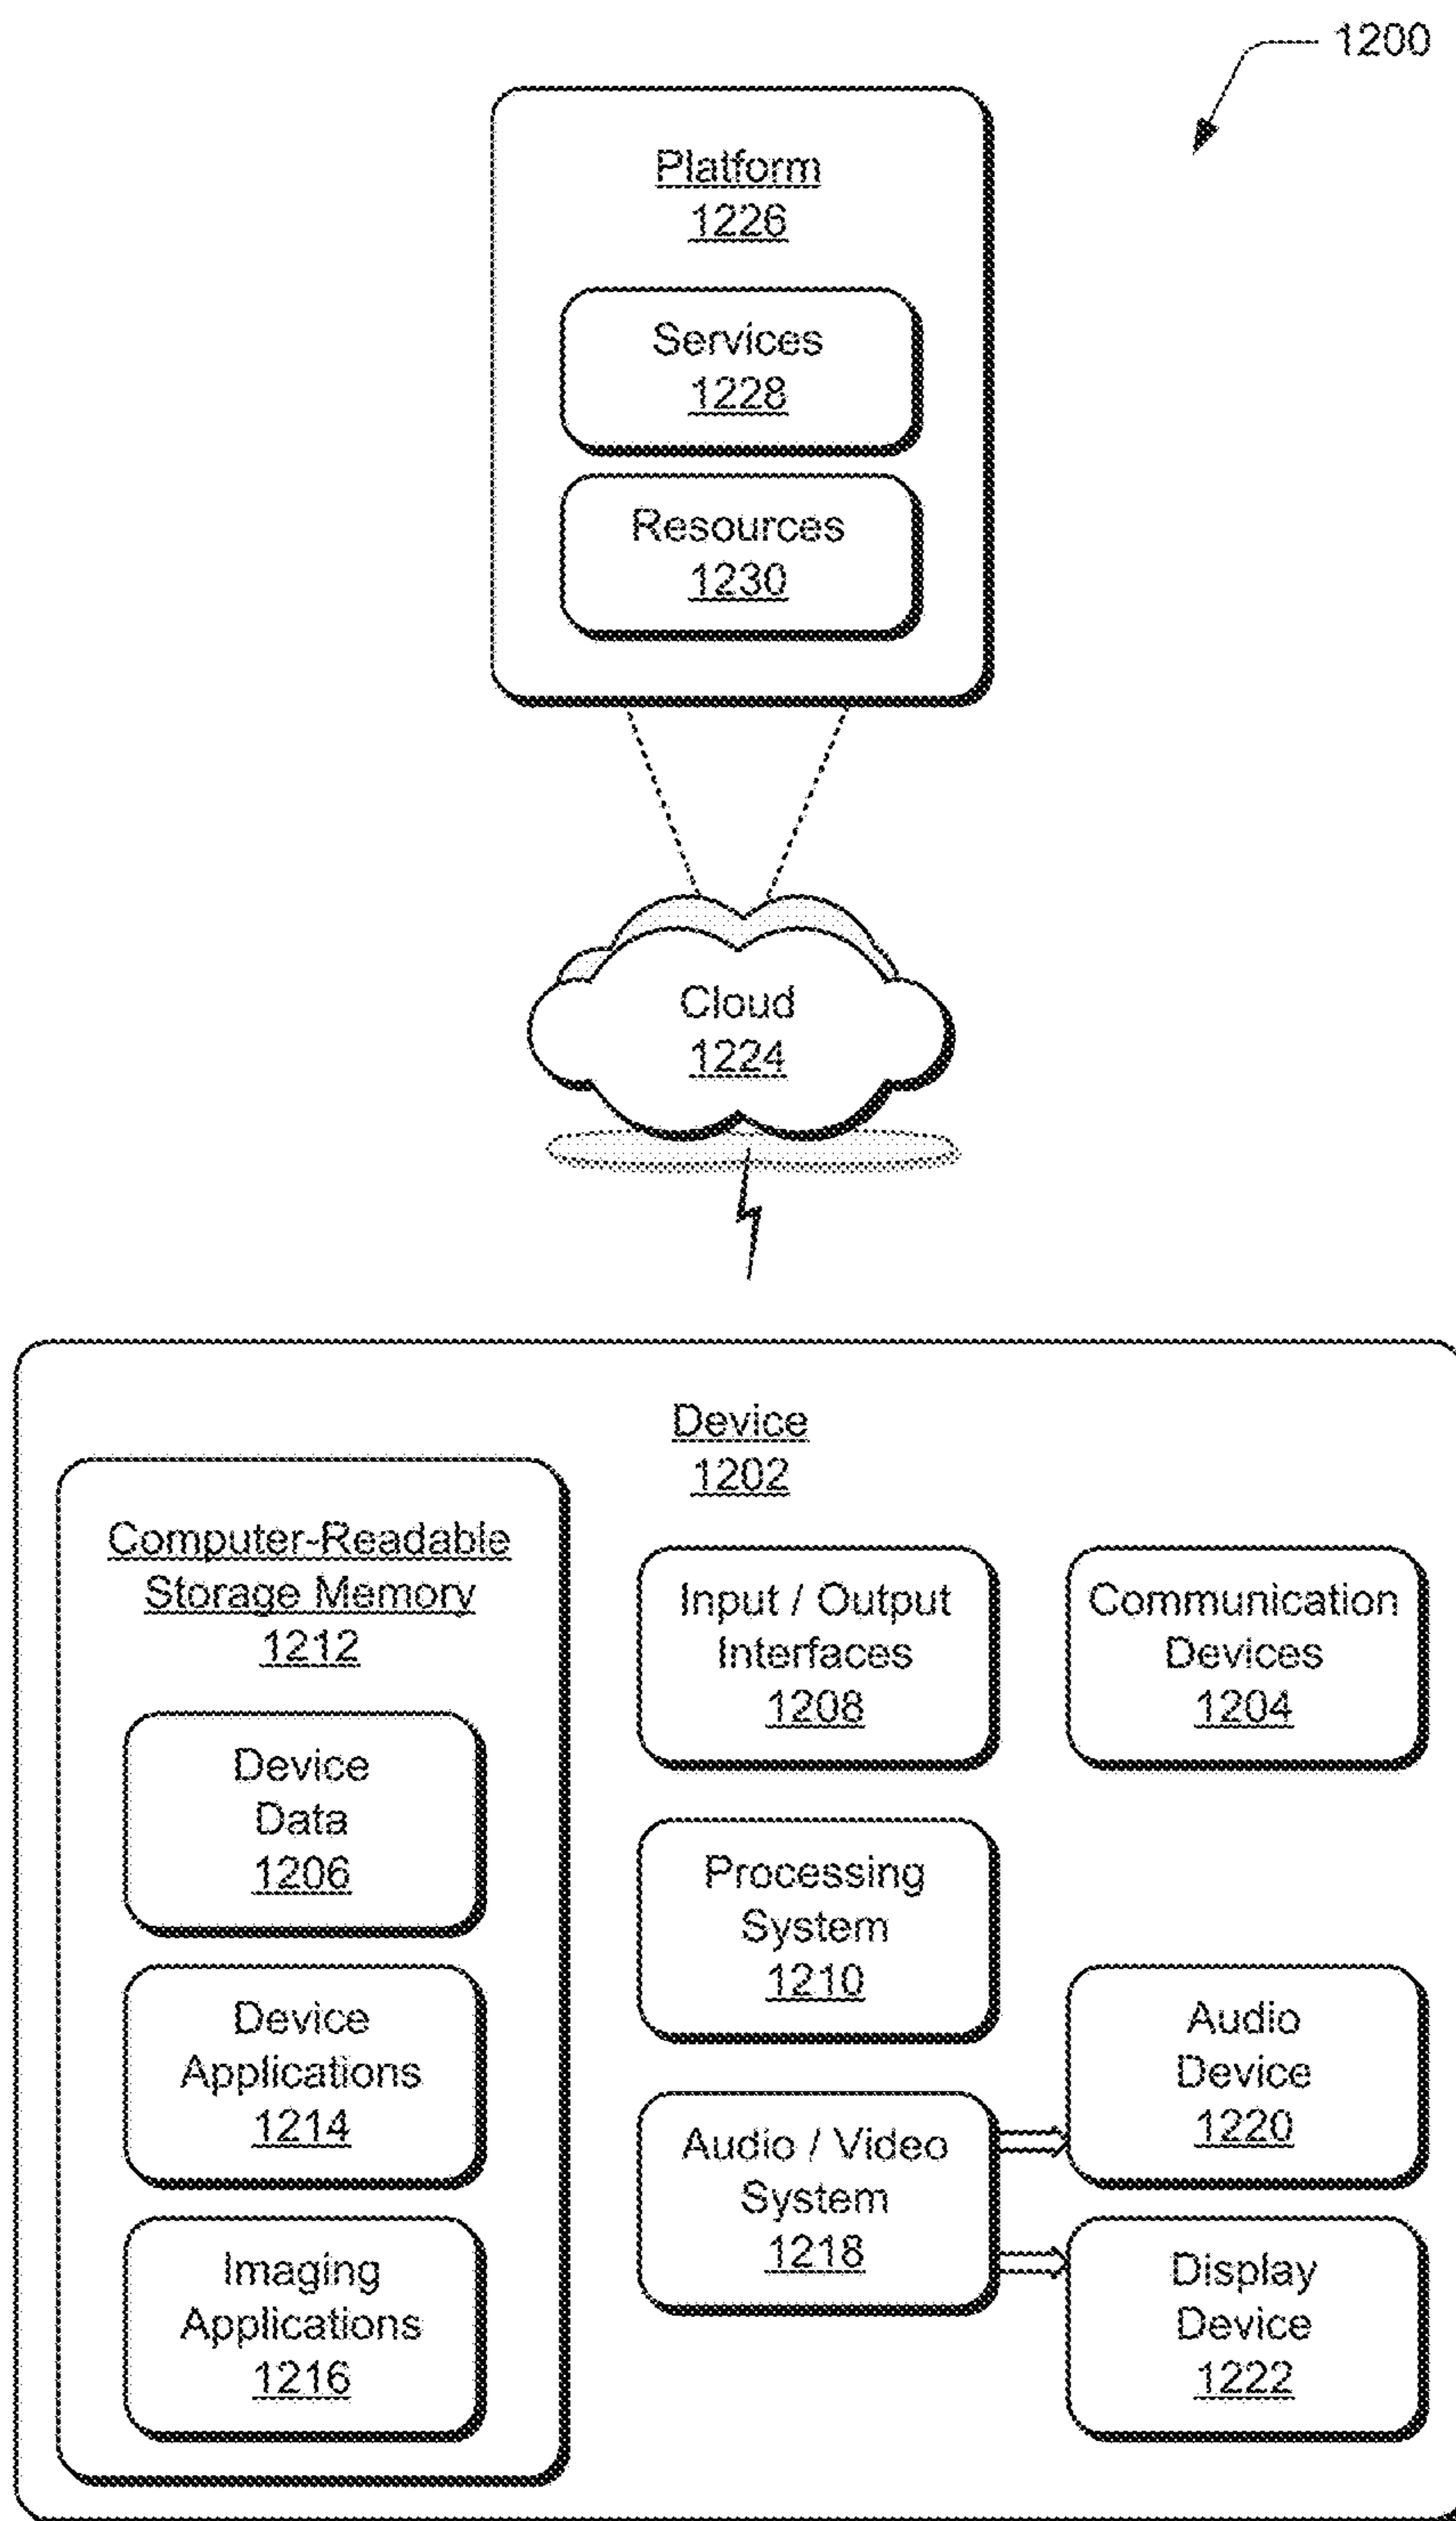 1200
Platform
1226
Services
1228
Resources
1230
Cloud
1224
Device
1202
Computer-Readable
Storage Memory
1212
Device
Data
1206
Device
Applications
1214
Imaging
Applications
1216
Input / Output
Interfaces
1208
Processing
System
1210
Audio / Video
System
1218
Communication
Devices
1204
Audio
Device
1220
Display
Device
1222